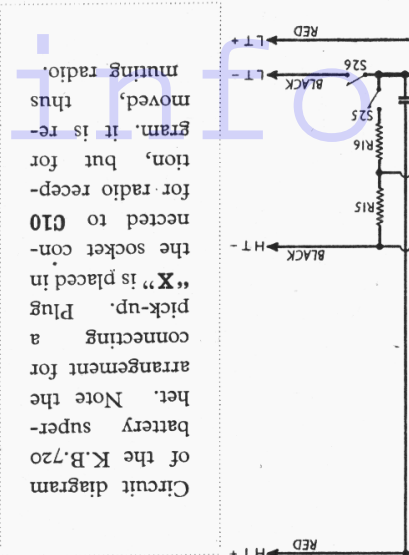 Circuit diagram
of the K.B.720
battery super-
het. Note the
arrangement for
connecting a
pick-up. Plug
“X” is placed in
the socket con-
nected to C10
for radio recep-
tion, but for
gram. it is re-
moved, thus
muting radio.
RED
HT +
BLACK
HT -
R15
R16
S25
S26
BLACK
LT -
RED
LT +
info